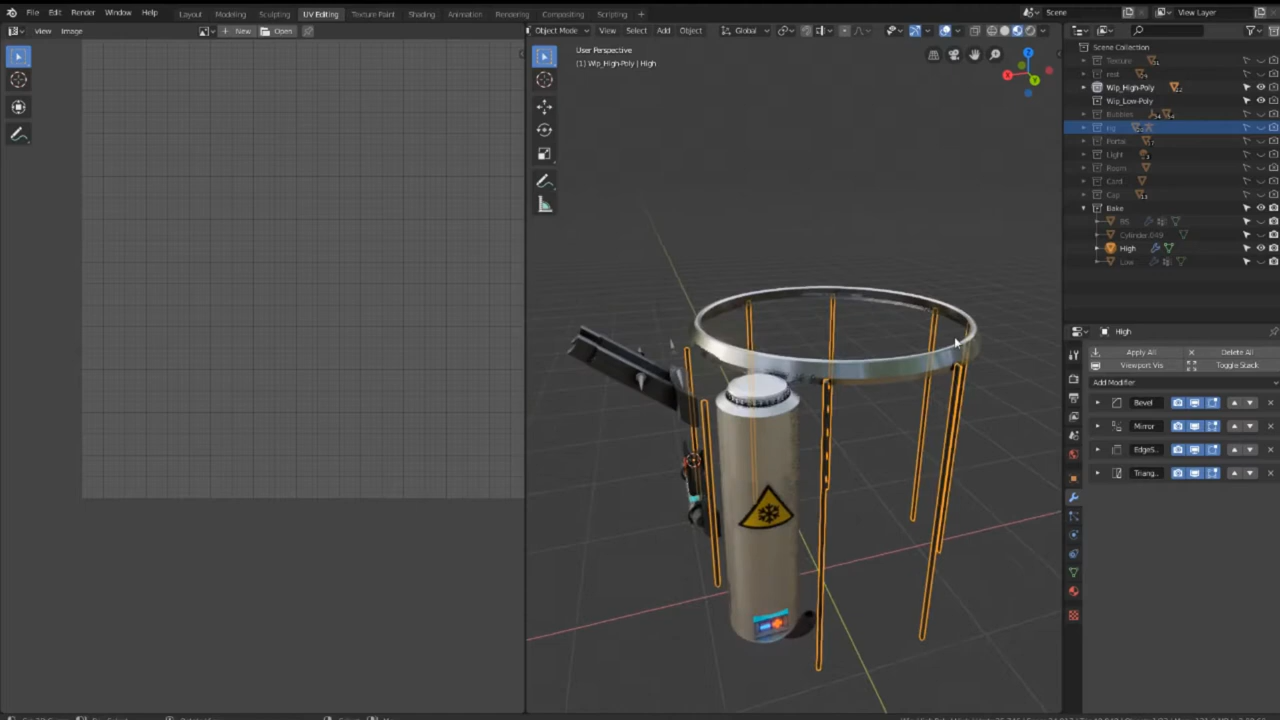 File Edit Render Window Help Layout Modeling Sculpting UV Editing Texture Paint Shading Animation Rendering Compositing Scripting + Scene View Layer
View Image New Open Object Mode View Select Add Object Global
User Perspective
(1) Wip_High-Poly | High
Scene Collection
Texture
rest
Wip_High-Poly
Wip_Low-Poly
Bubbles
rig
Portal
Light
Room
Cap
Bake
Cylinder.049
High
Low
High
Apply All Delete All
Viewport Vis Toggle Stack
Add Modifier
Bevel
Mirror
EdgeS..
Triang..